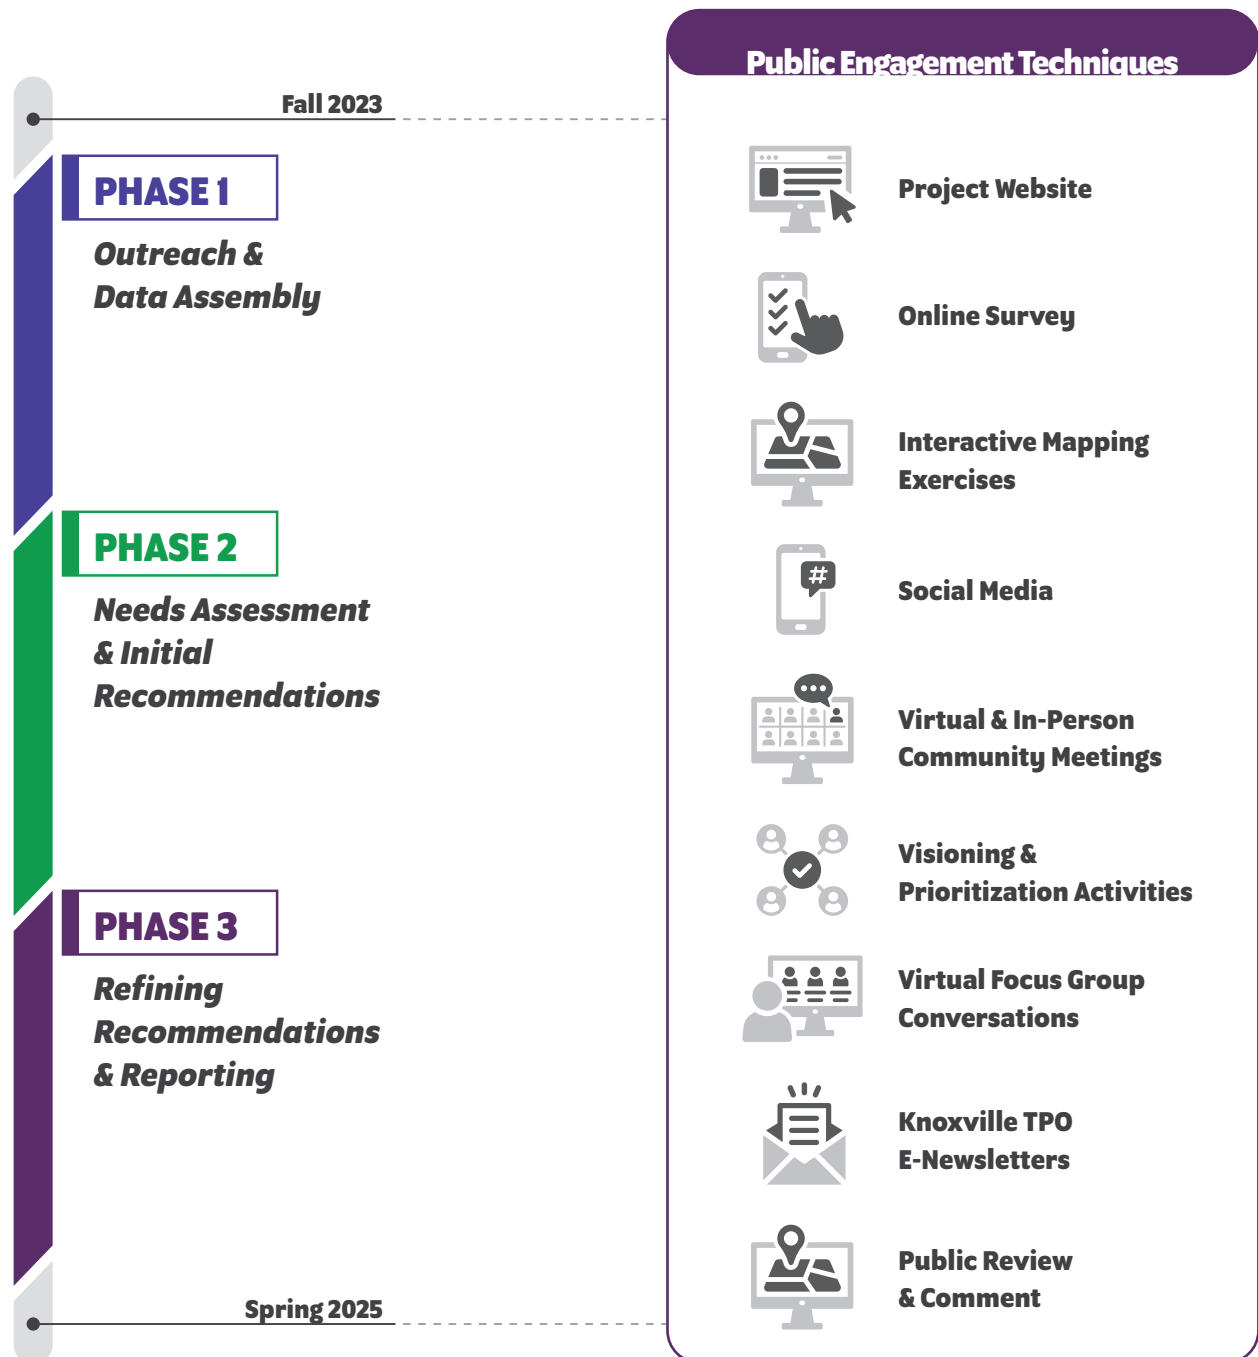 Fall 2023
PHASE 1
Outreach &
Data Assembly
PHASE 2
Needs Assessment
& Initial
Recommendations
PHASE 3
Refining
Recommendations
& Reporting
Spring 2025
Public Engagement Techniques
Project Website
Online Survey
Interactive Mapping
Exercises
#
Social Media
Virtual & In-Person
Community Meetings
Visioning &
Prioritization Activities
Virtual Focus Group
Conversations
Knoxville TPO
E-Newsletters
Public Review
& Comment